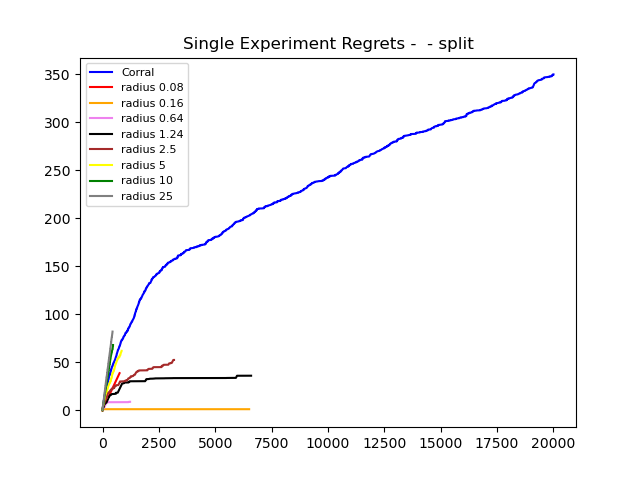 Single Experiment Regrets -  - split
350
300
250
200
150
100
50
0
Corral
radius 0.08
radius 0.16
radius 0.64
radius 1.24
radius 2.5
radius 5
radius 10
radius 25
0 2500 5000 7500 10000 12500 15000 17500 20000